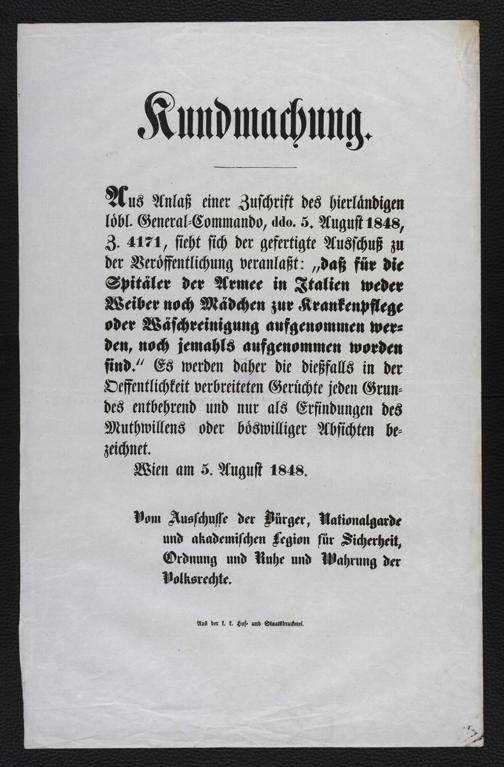 Kundmachung.
Aus Anlaß einer Zuschrift des hierländigen
löbl. General-Commando, ddo. 5. August 1848,
Z. 4171, sieht sich der gefertigte Ausschuß zu
der Veröffentlichung veranlaßt: „daß für die
Spitäler der Armee in Italien weder
Weiber noch Mädchen zur Krankenpflege
oder Wäschreinigung aufgenommen wer-
den, noch jemahls aufgenommen worden
sind.“ Es werden daher die dießfalls in der
Oeffentlichkeit verbreiteten Gerüchte jeden Grun-
des entbehrend und nur als Erfindungen des
Muthwillens oder böswilliger Absichten be-
zeichnet.
Wien am 5. August 1848.
Vom Ausschusse der Bürger, Nationalgarde
und akademischen Legion für Sicherheit,
Ordnung und Ruhe und Wahrung der
Volksrechte.
Aus der k. k. Hof- und Staatsdruckerei.